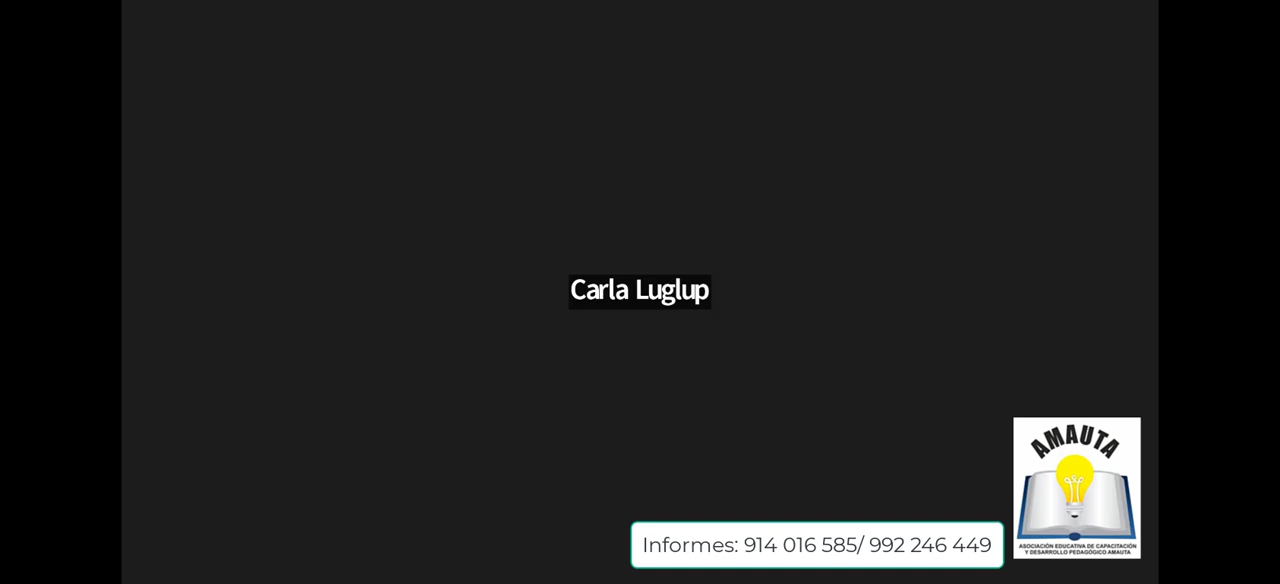 Carla Luglup
AMAUTA
ASOCIACIÓN EDUCATIVA DE CAPACITACIÓN
Y DESARROLLO PEDAGÓGICO AMAUTA
Informes: 914 016 585/ 992 246 449